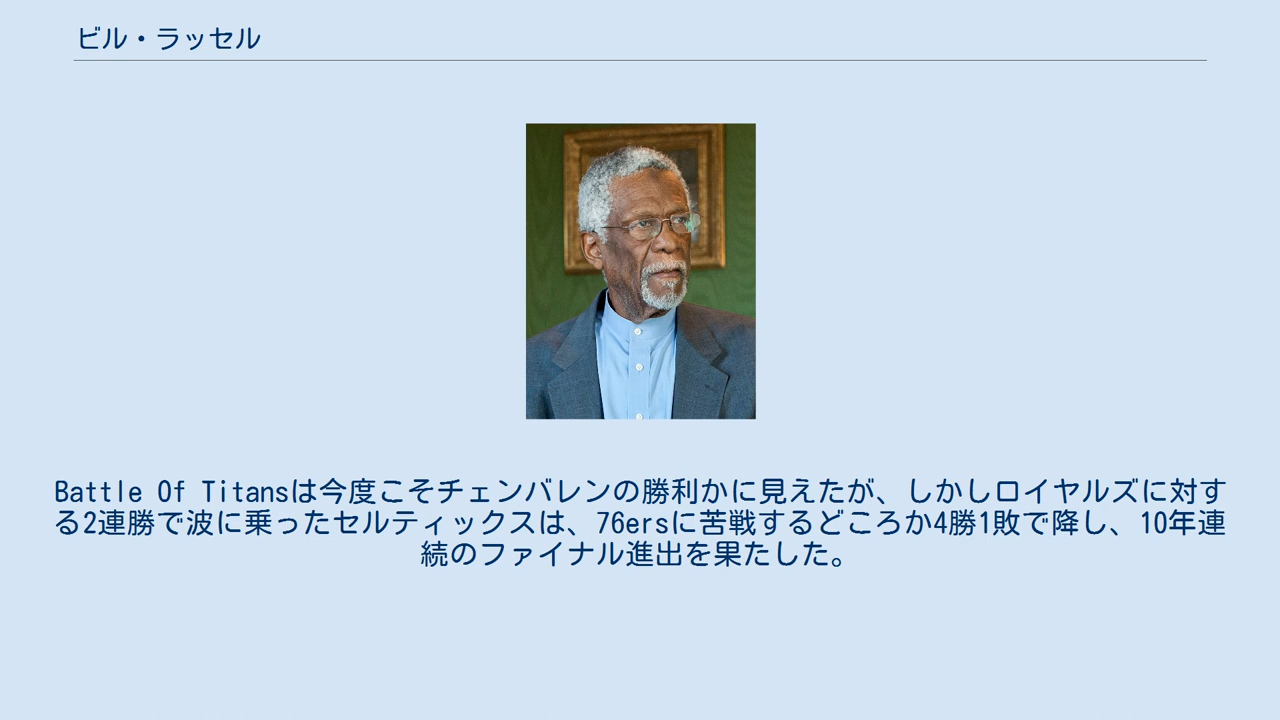 ビル・ラッセル
Battle Of Titansは今度こそチェンバレンの勝利かに見えたが、しかしロイヤルズに対す
る2連勝で波に乗ったセルティックスは、76ersに苦戦するどころか4勝1敗で降し、10年連
続のファイナル進出を果たした。